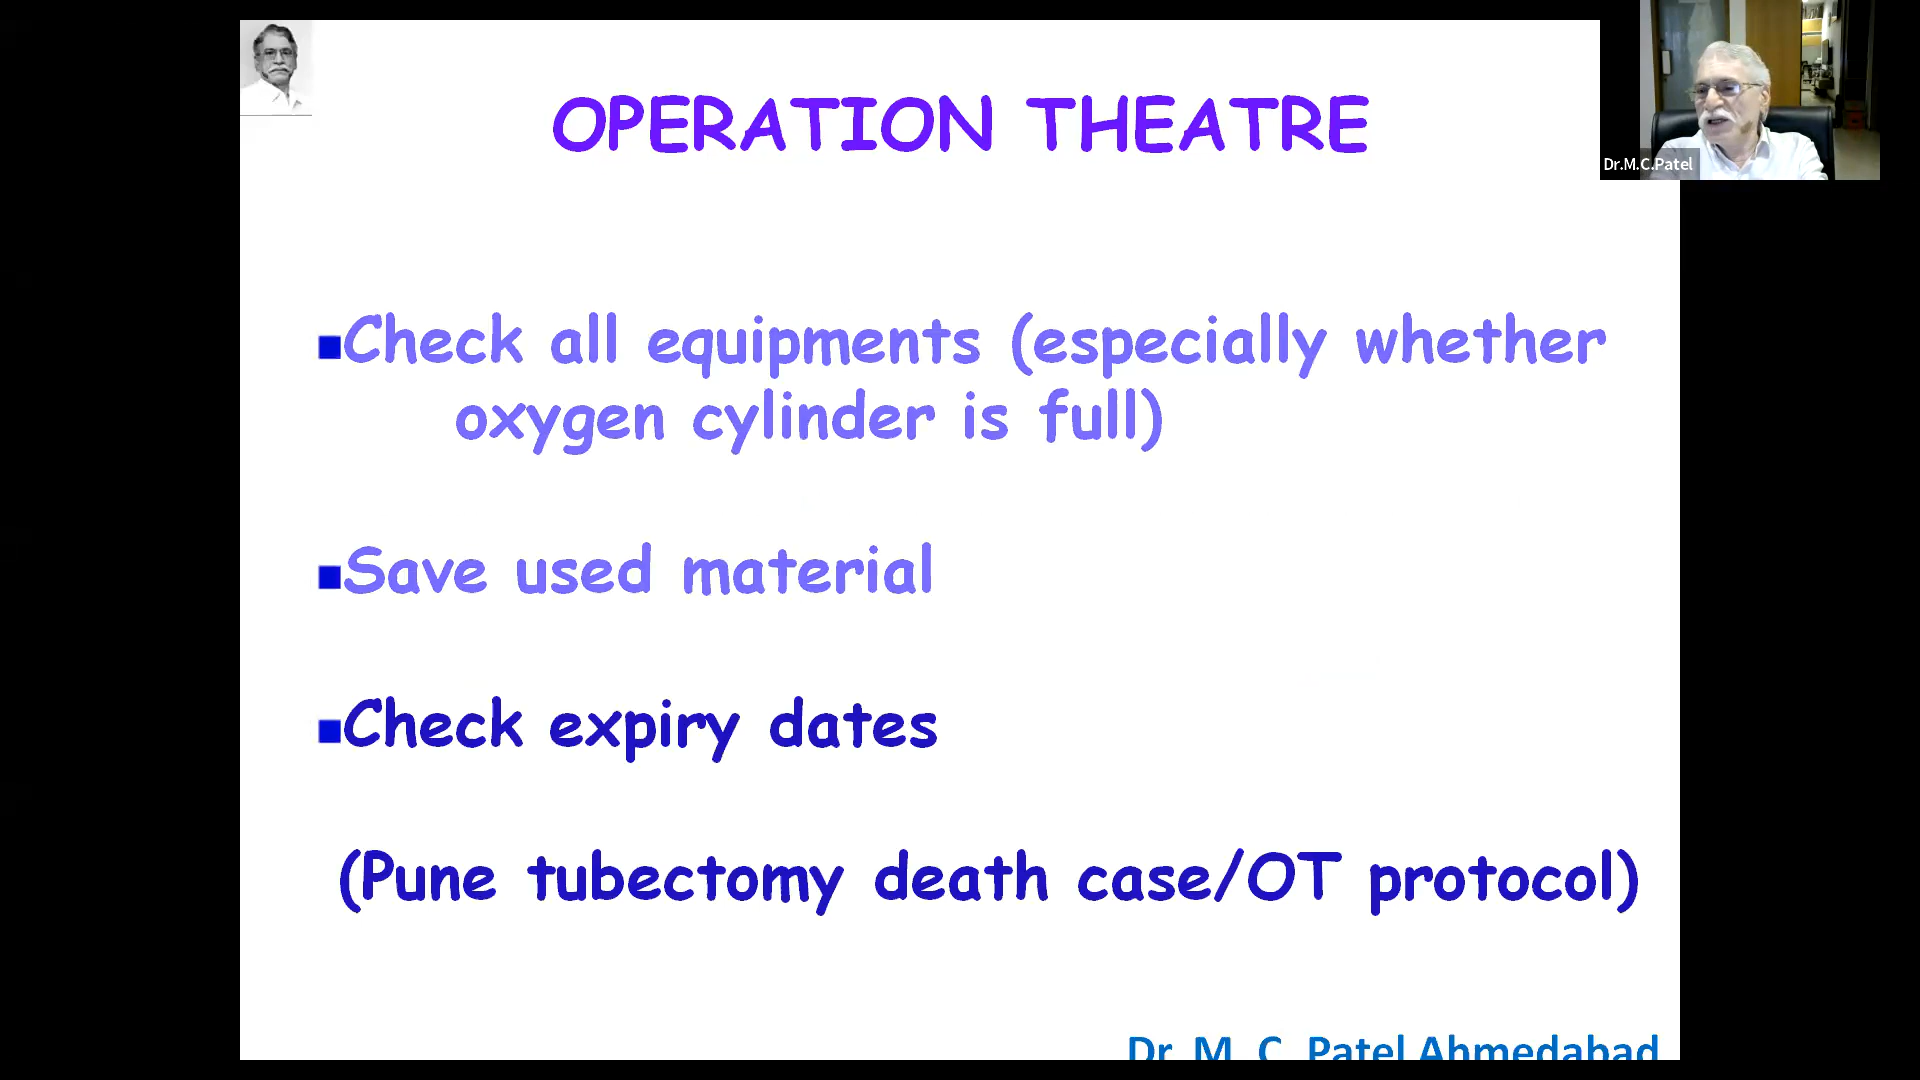 OPERATION THEATRE
Dr.M.C.Patel
Check all equipments (especially whether
oxygen cylinder is full)
Save used material
Check expiry dates
(Pune tubectomy death case/OT protocol)
Dr. M. C. Patel Ahmedabad